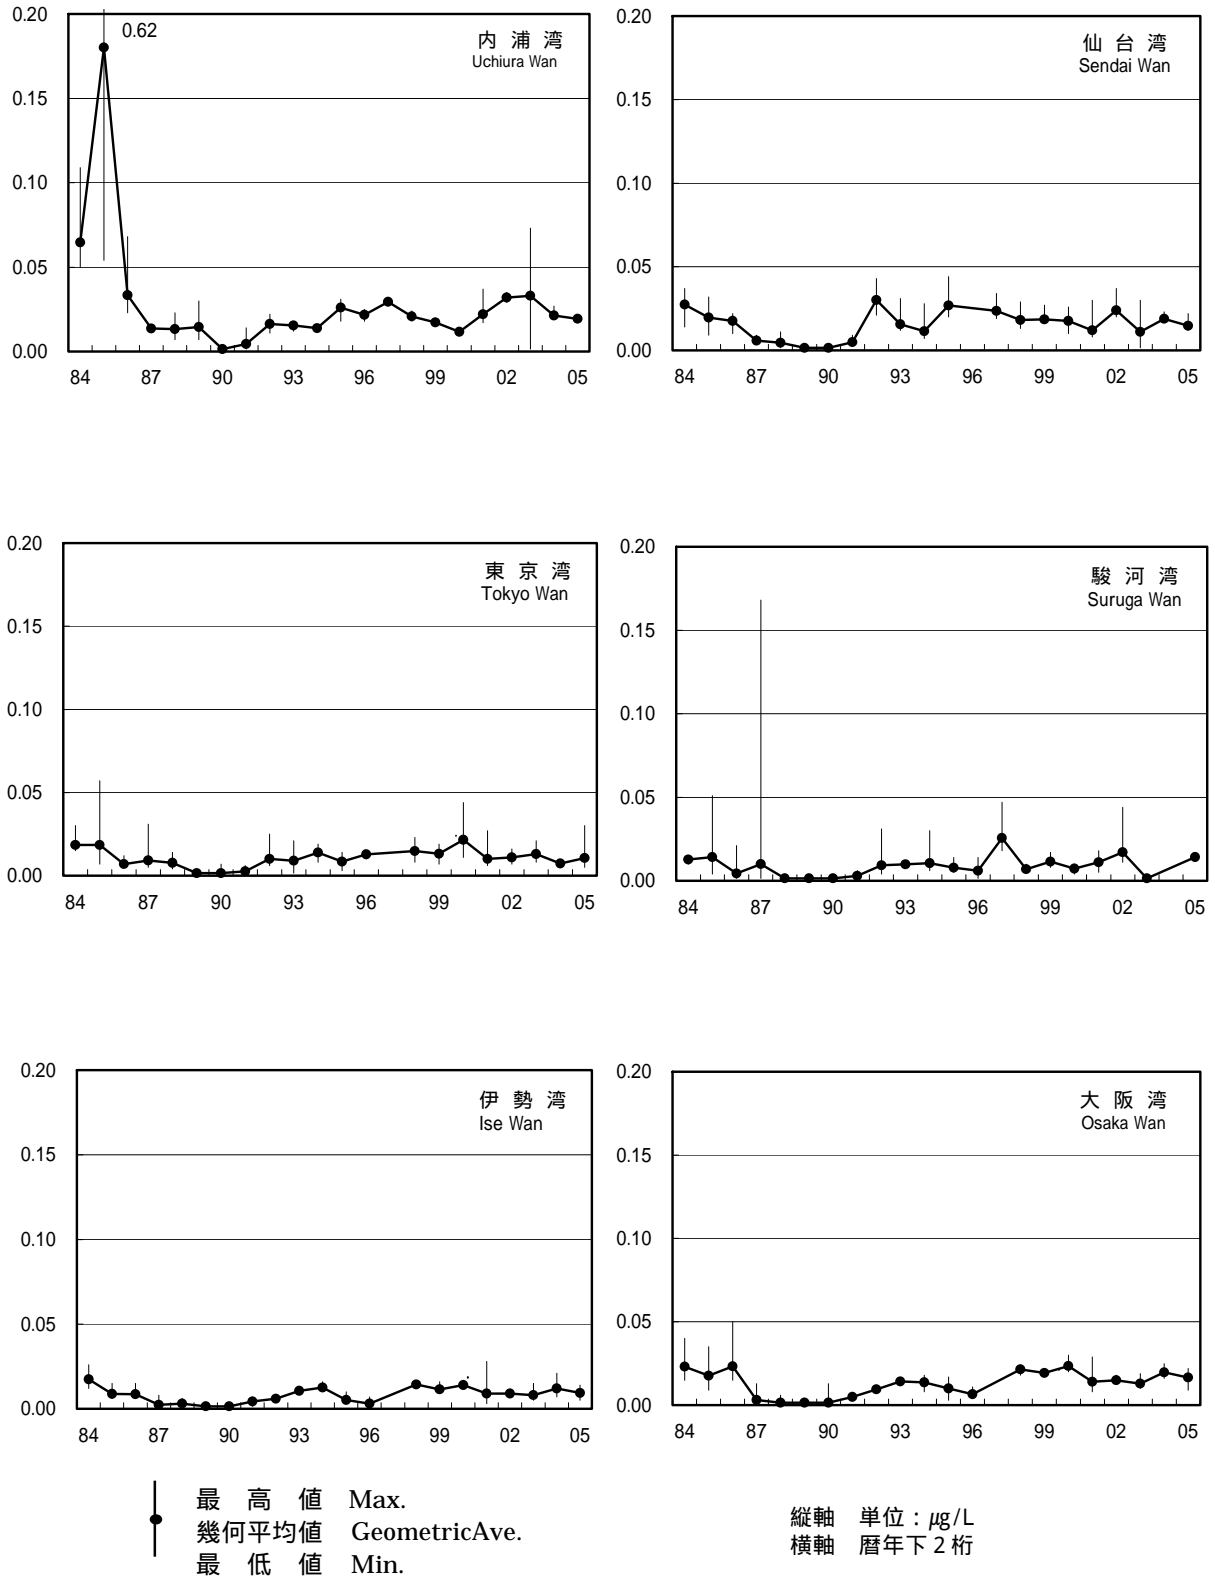 0.20
0.15
0.10
0.05
0.00
0.62
内 浦 湾
Uchiura Wan
84 87 90 93 96 99 02 05
0.20
0.15
0.10
0.05
0.00
仙 台 湾
Sendai Wan
84 87 90 93 96 99 02 05
0.20
0.15
0.10
0.05
0.00
東 京 湾
Tokyo Wan
84 87 90 93 96 99 02 05
0.20
0.15
0.10
0.05
0.00
駿 河 湾
Suruga Wan
84 87 90 93 96 99 02 05
0.20
0.15
0.10
0.05
0.00
伊 勢 湾
Ise Wan
84 87 90 93 96 99 02 05
0.20
0.15
0.10
0.05
0.00
大 阪 湾
Osaka Wan
84 87 90 93 96 99 02 05
最 高 値 Max.
幾何平均値 GeometricAve.
最 低 値 Min.
縦軸 単位：μg/L
横軸 暦年下２桁